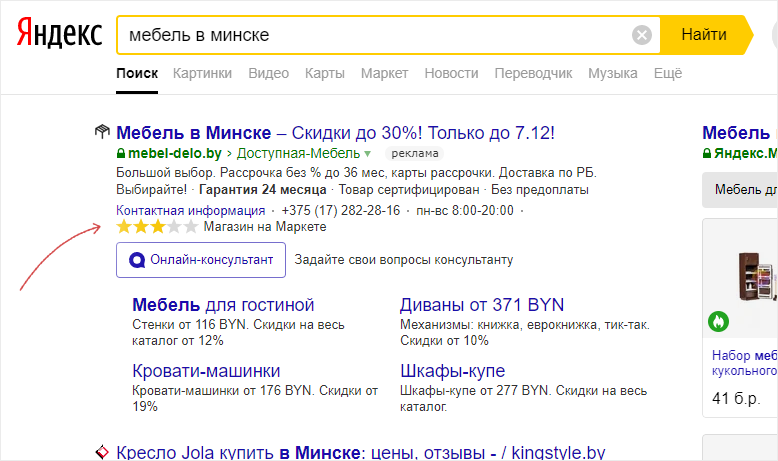 Яндекс
мебель в минске
Найти
Поиск Картинки Видео Карты Маркет Новости Переводчик Музыка Ещё
Мебель в Минске – Скидки до 30%! Только до 7.12!
mebel-delo.by › Доступная-Мебель реклама
Большой выбор. Рассрочка без % до 36 мес, карты рассрочки. Доставка по РБ.
Выбирайте! · Гарантия 24 месяца · Товар сертифицирован · Без предоплаты
Контактная информация · +375 (17) 282-28-16 · пн-вс 8:00-20:00 ·
Магазин на Маркете
Онлайн-консультант Задайте свои вопросы консультанту
Мебель для гостиной
Стенки от 116 BYN. Скидки на весь
каталог от 12%
Диваны от 371 BYN
Механизмы: книжка, еврокнижка, тик-так.
Скидки от 10%
Кровати-машинки
Кровати-машинки от 176 BYN. Скидки от
19%
Шкафы-купе
Шкафы-купе от 277 BYN. Скидки на весь
каталог.
Кресло Jola купить в Минске: цены, отзывы - / kingstyle.by
Мебель
Яндекс.М
Мебель д
Набор меб
кукольного
41 б.р.